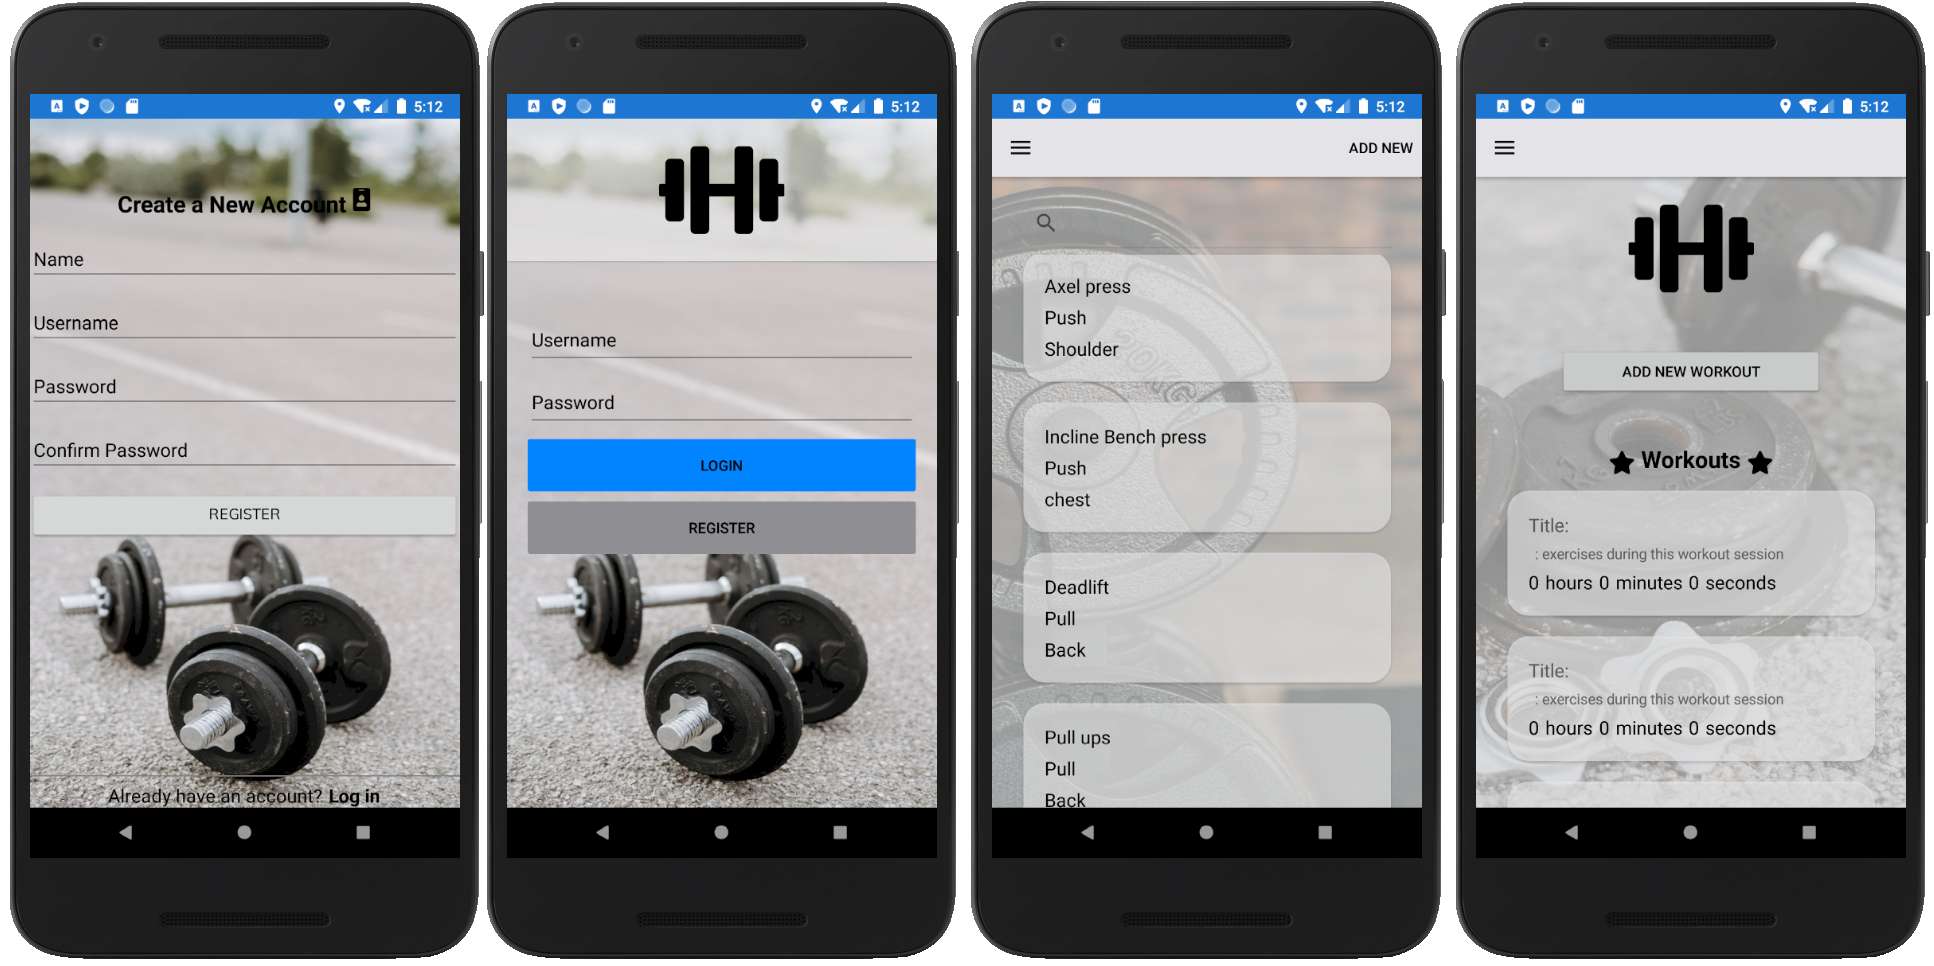 5:12
Create a New Account
Name
Username
Password
Confirm Password
REGISTER
Already have an account? Log in
5:12
Username
Password
LOGIN
REGISTER
5:12
ADD NEW
Axel press
Push
Shoulder
Incline Bench press
Push
chest
Deadlift
Pull
Back
Pull ups
Pull
Back
5:12
ADD NEW WORKOUT
Workouts
Title:
: exercises during this workout session
0 hours 0 minutes 0 seconds
Title:
: exercises during this workout session
0 hours 0 minutes 0 seconds